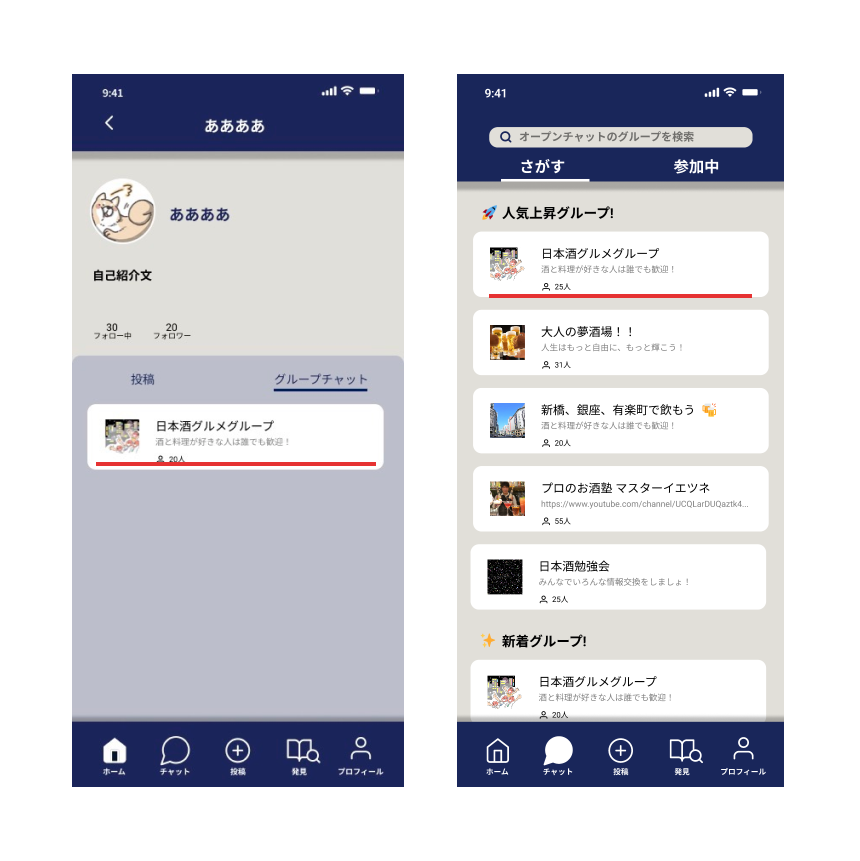 9:41
ああああ
ああああ
自己紹介文
30
フォロー中
20
フォロワー
投稿
グループチャット
日本酒グルメグループ
酒と料理が好きな人は誰でも歓迎！
20人
ホーム
チャット
投稿
発見
プロフィール
9:41
オープンチャットのグループを検索
さがす
参加中
人気上昇グループ!
日本酒グルメグループ
酒と料理が好きな人は誰でも歓迎！
25人
大人の夢酒場！！
人生はもっと自由に、もっと輝こう！
31人
新橋、銀座、有楽町で飲もう
酒と料理が好きな人は誰でも歓迎！
20人
プロのお酒塾 マスターイエツネ
https://www.youtube.com/channel/UCQLarDUQaztk4...
55人
日本酒勉強会
みんなでいろんな情報交換をしましょ！
25人
新着グループ!
日本酒グルメグループ
酒と料理が好きな人は誰でも歓迎！
20人
ホーム
チャット
投稿
発見
プロフィール